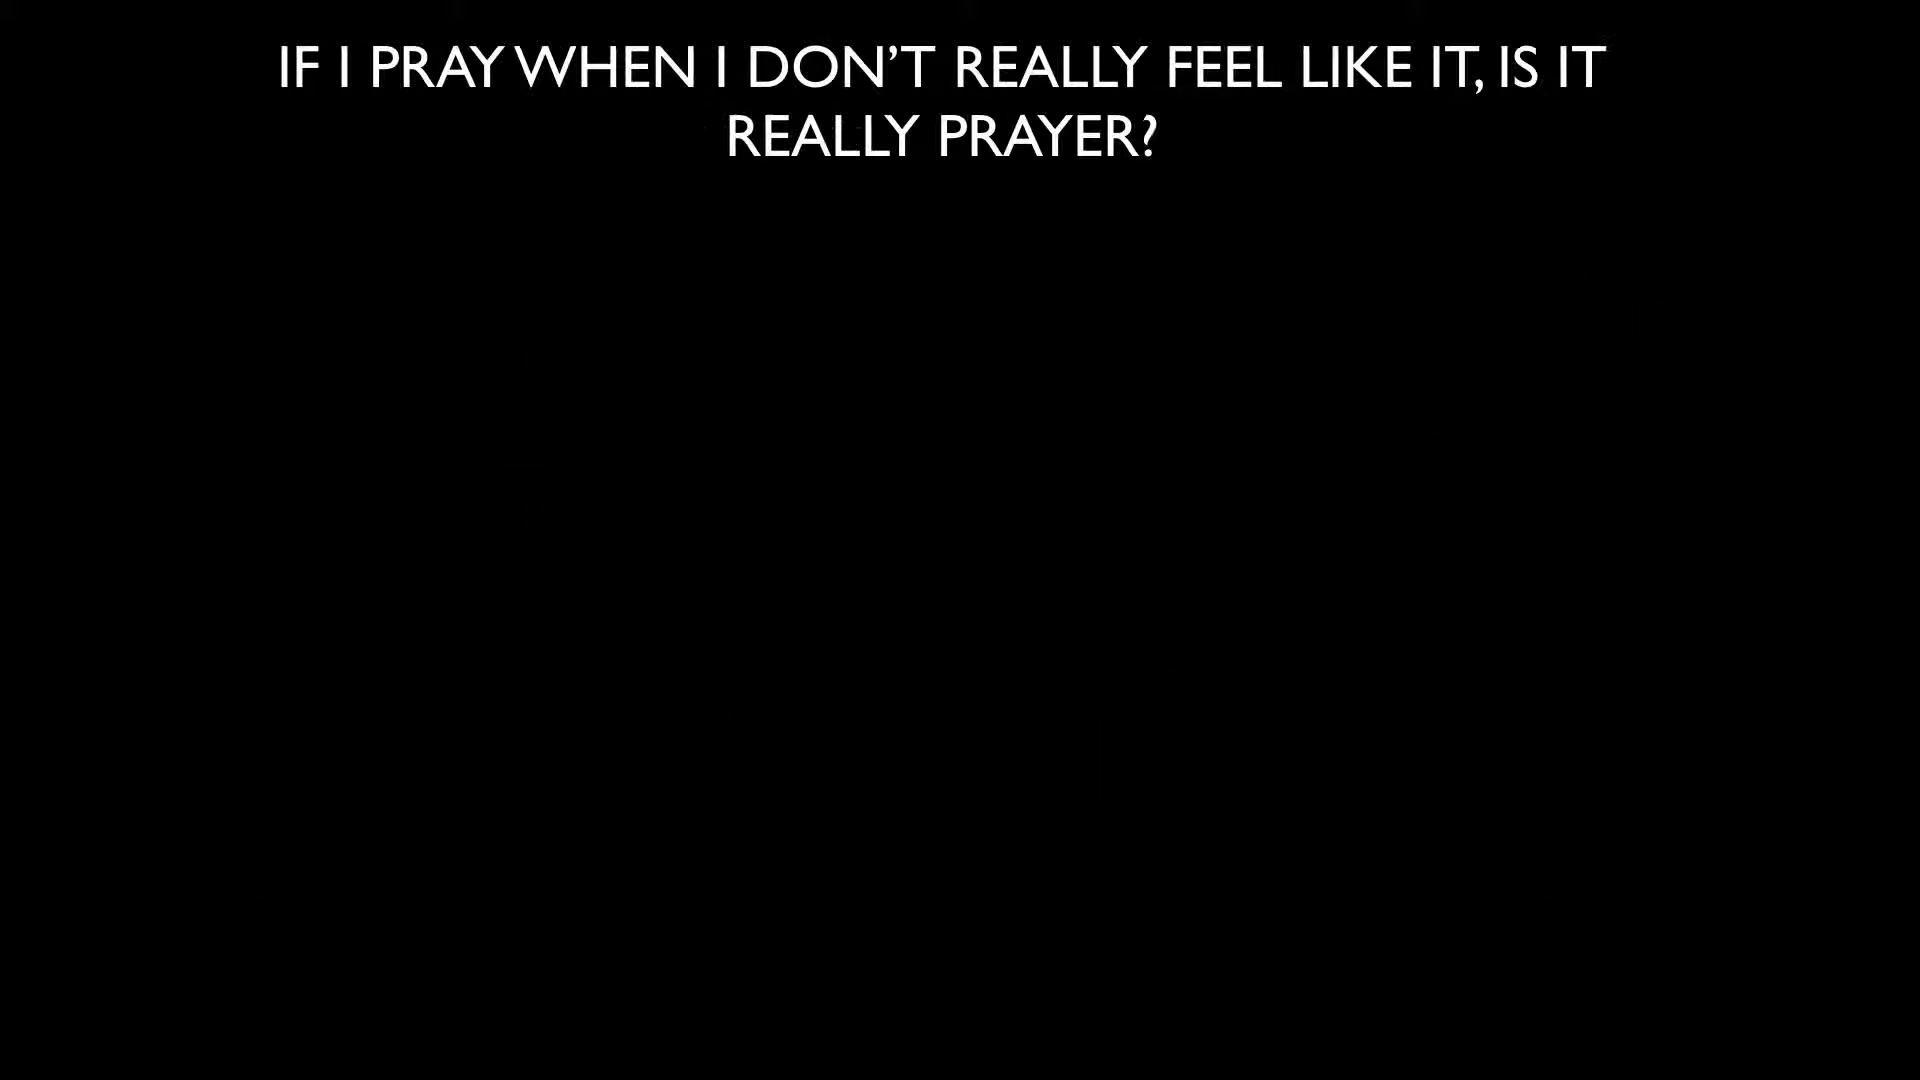 IF I PRAY WHEN I DON’T REALLY FEEL LIKE IT, IS IT
REALLY PRAYER?